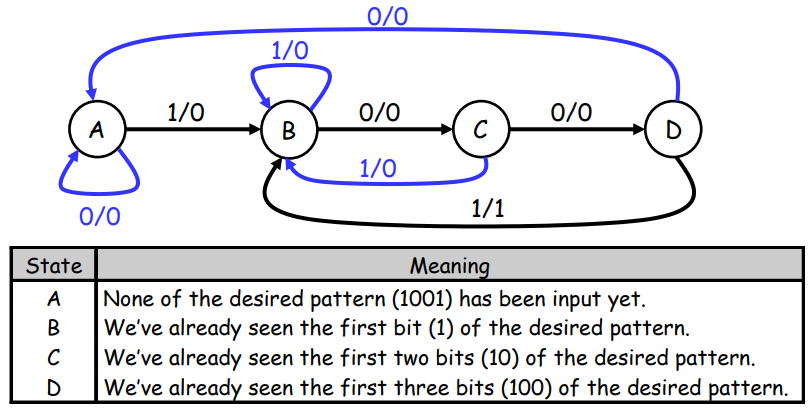 0/0
1/0
1/0
0/0
0/0
A
B
C
D
1/0
0/0
1/1
State Meaning
A None of the desired pattern (1001) has been input yet.
B We've already seen the first bit (1) of the desired pattern.
C We've already seen the first two bits (10) of the desired pattern.
D We've already seen the first three bits (100) of the desired pattern.